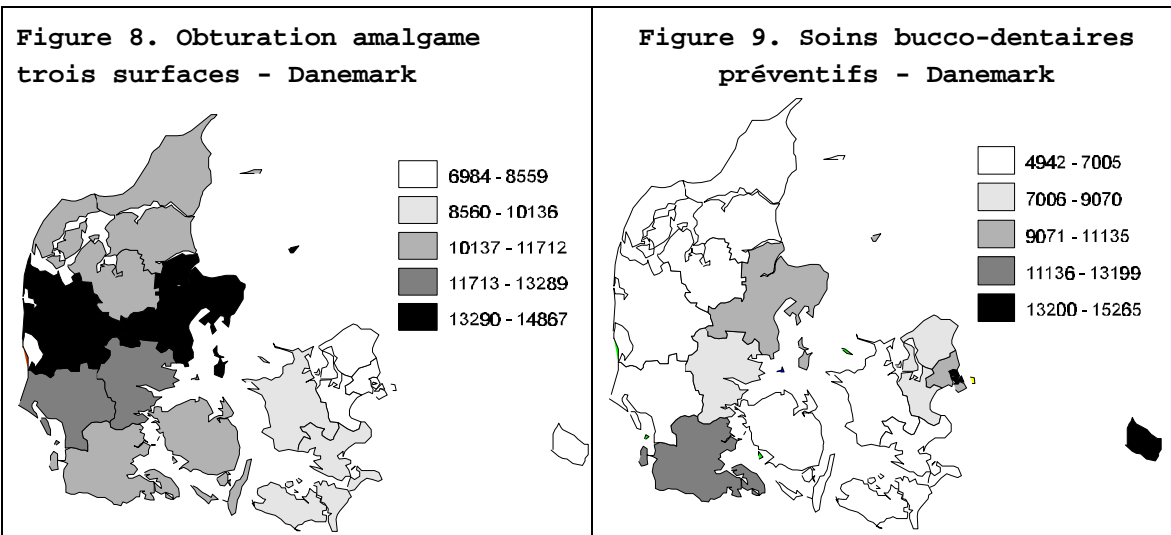 Figure 8. Obturation amalgame
trois surfaces - Danemark
6984 - 8559
8560 - 10136
10137 - 11712
11713 - 13289
13290 - 14867
Figure 9. Soins bucco-dentaires
préventifs - Danemark
4942 - 7005
7006 - 9070
9071 - 11135
11136 - 13199
13200 - 15265